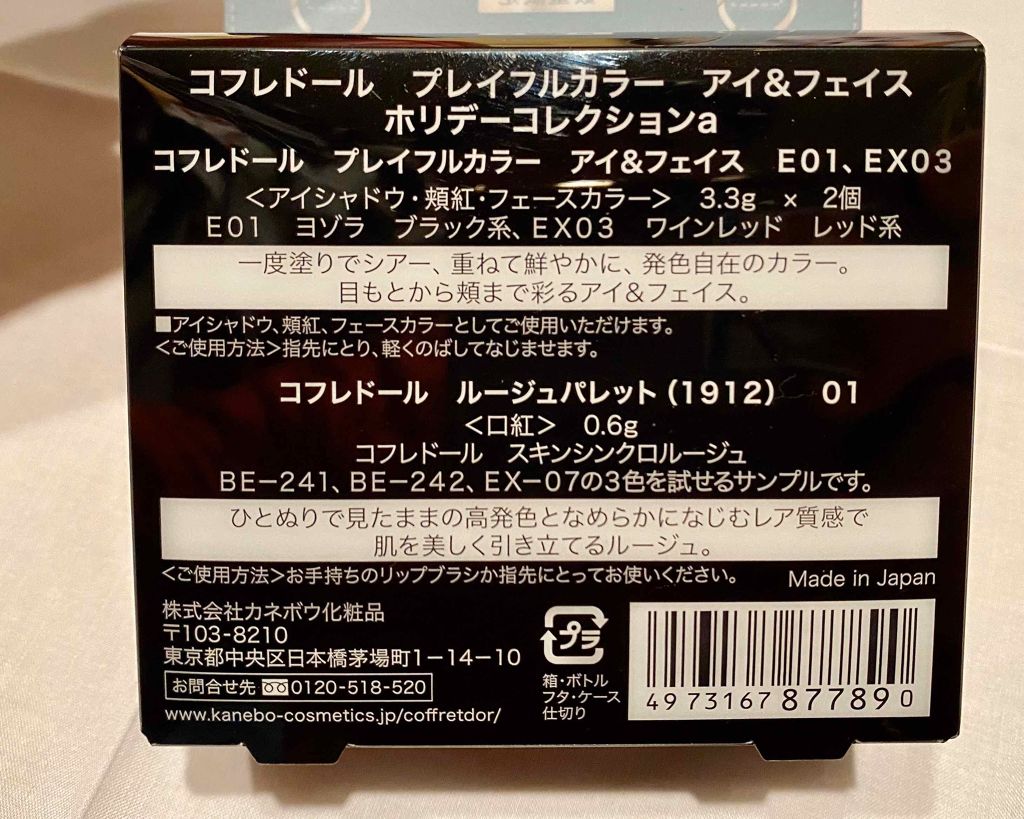 コフレドール　プレイフルカラー　アイ&フェイス
ホリデーコレクションa
コフレドール　プレイフルカラー　アイ&フェイス　E01、EX03
＜アイシャドウ・頰紅・フェースカラー＞　3.3g　×　2個
E01　ヨゾラ　ブラック系、EX03　ワインレッド　レッド系
一度塗りでシアー、重ねて鮮やかに、発色自在のカラー。
目もとから頰まで彩るアイ&フェイス。
■アイシャドウ、頰紅、フェースカラーとしてご使用いただけます。
＜ご使用方法＞指先にとり、軽くのばしてなじませます。
コフレドール　ルージュパレット（1912）　01
＜口紅＞　0.6g
コフレドール　スキンシンクロルージュ
BE−241、BE−242、EX−07の3色を試せるサンプルです。
ひとぬりで見たままの高発色となめらかになじむレア質感で
肌を美しく引き立てるルージュ。
＜ご使用方法＞お手持ちのリップブラシか指先にとってお使いください。
Made in Japan
株式会社カネボウ化粧品
〒103-8210
東京都中央区日本橋茅場町1−14−10
お問合せ先 0120-518-520
www.kanebo-cosmetics.jp/coffretdor/
プラ
箱・ボトル
フタ・ケース
仕切り
4973167877890